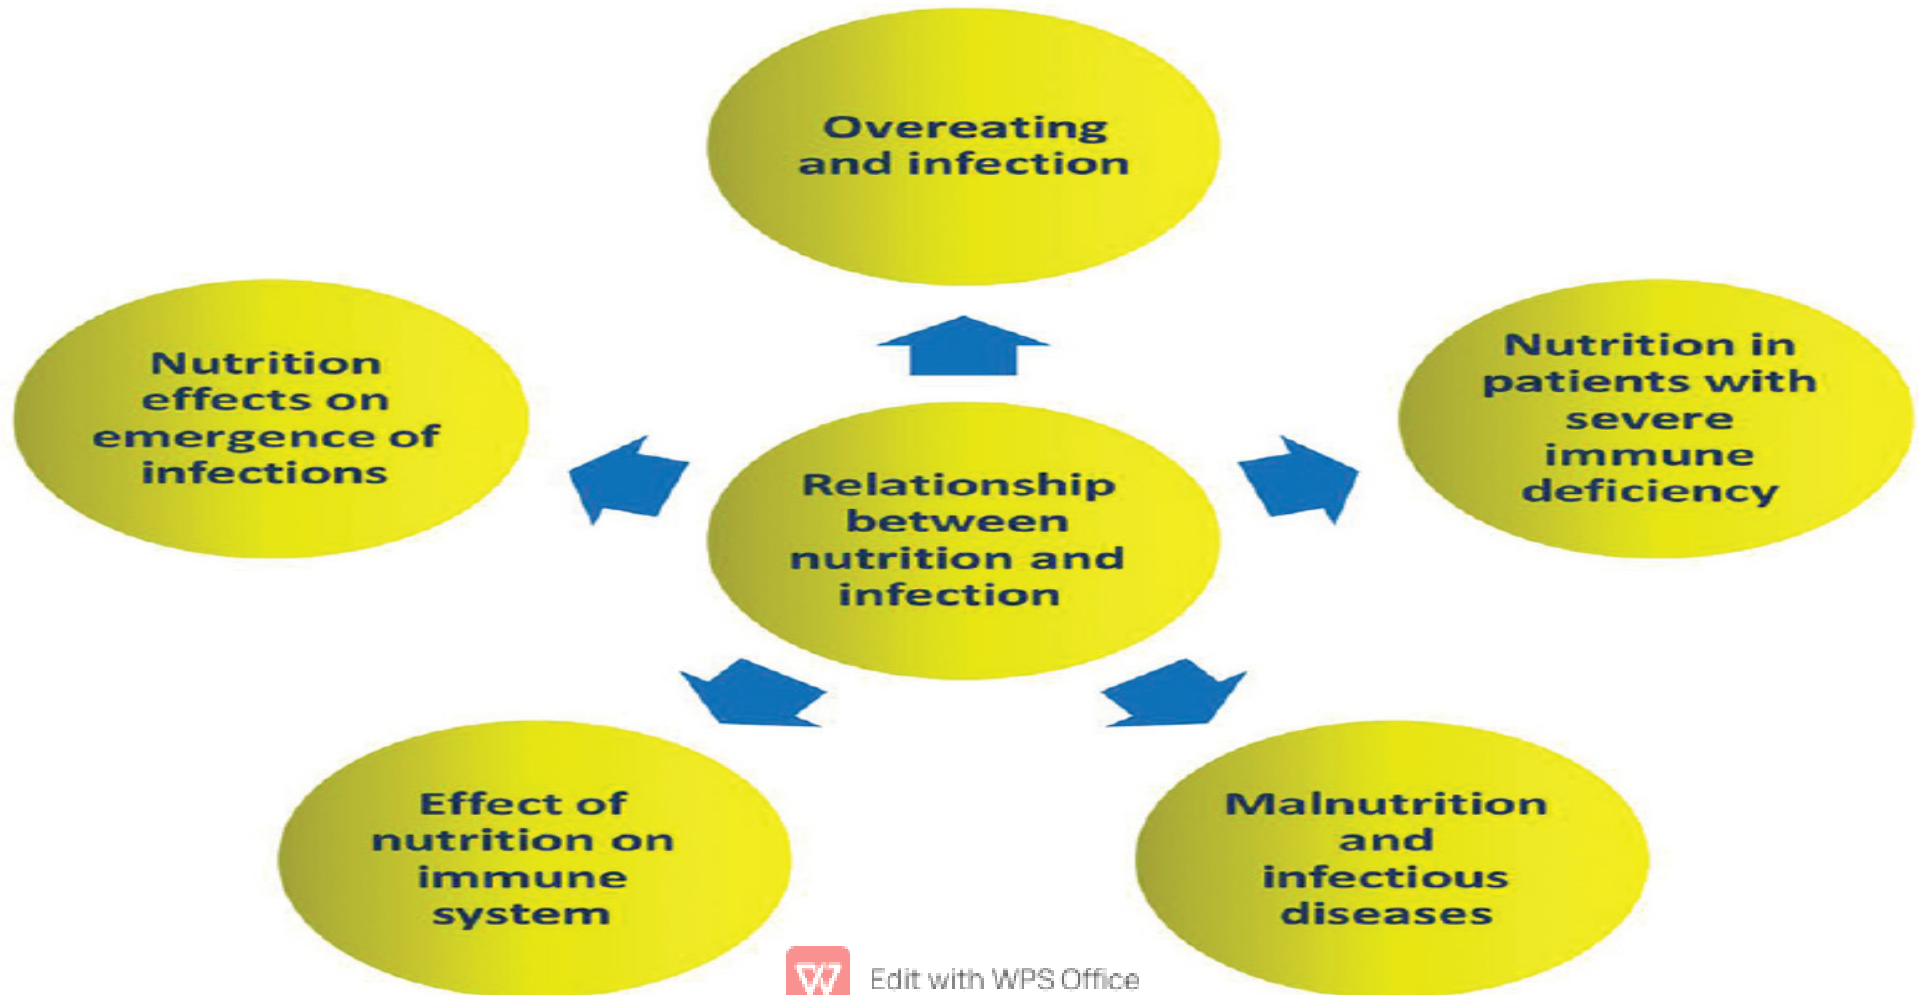 Overeating
and infection
Nutrition
effects on
emergence of
infections
Nutrition in
patients with
severe
immune
deficiency
Relationship
between
nutrition and
infection
Effect of
nutrition on
immune
system
Malnutrition
and
infectious
diseases
Edit with WPS Office